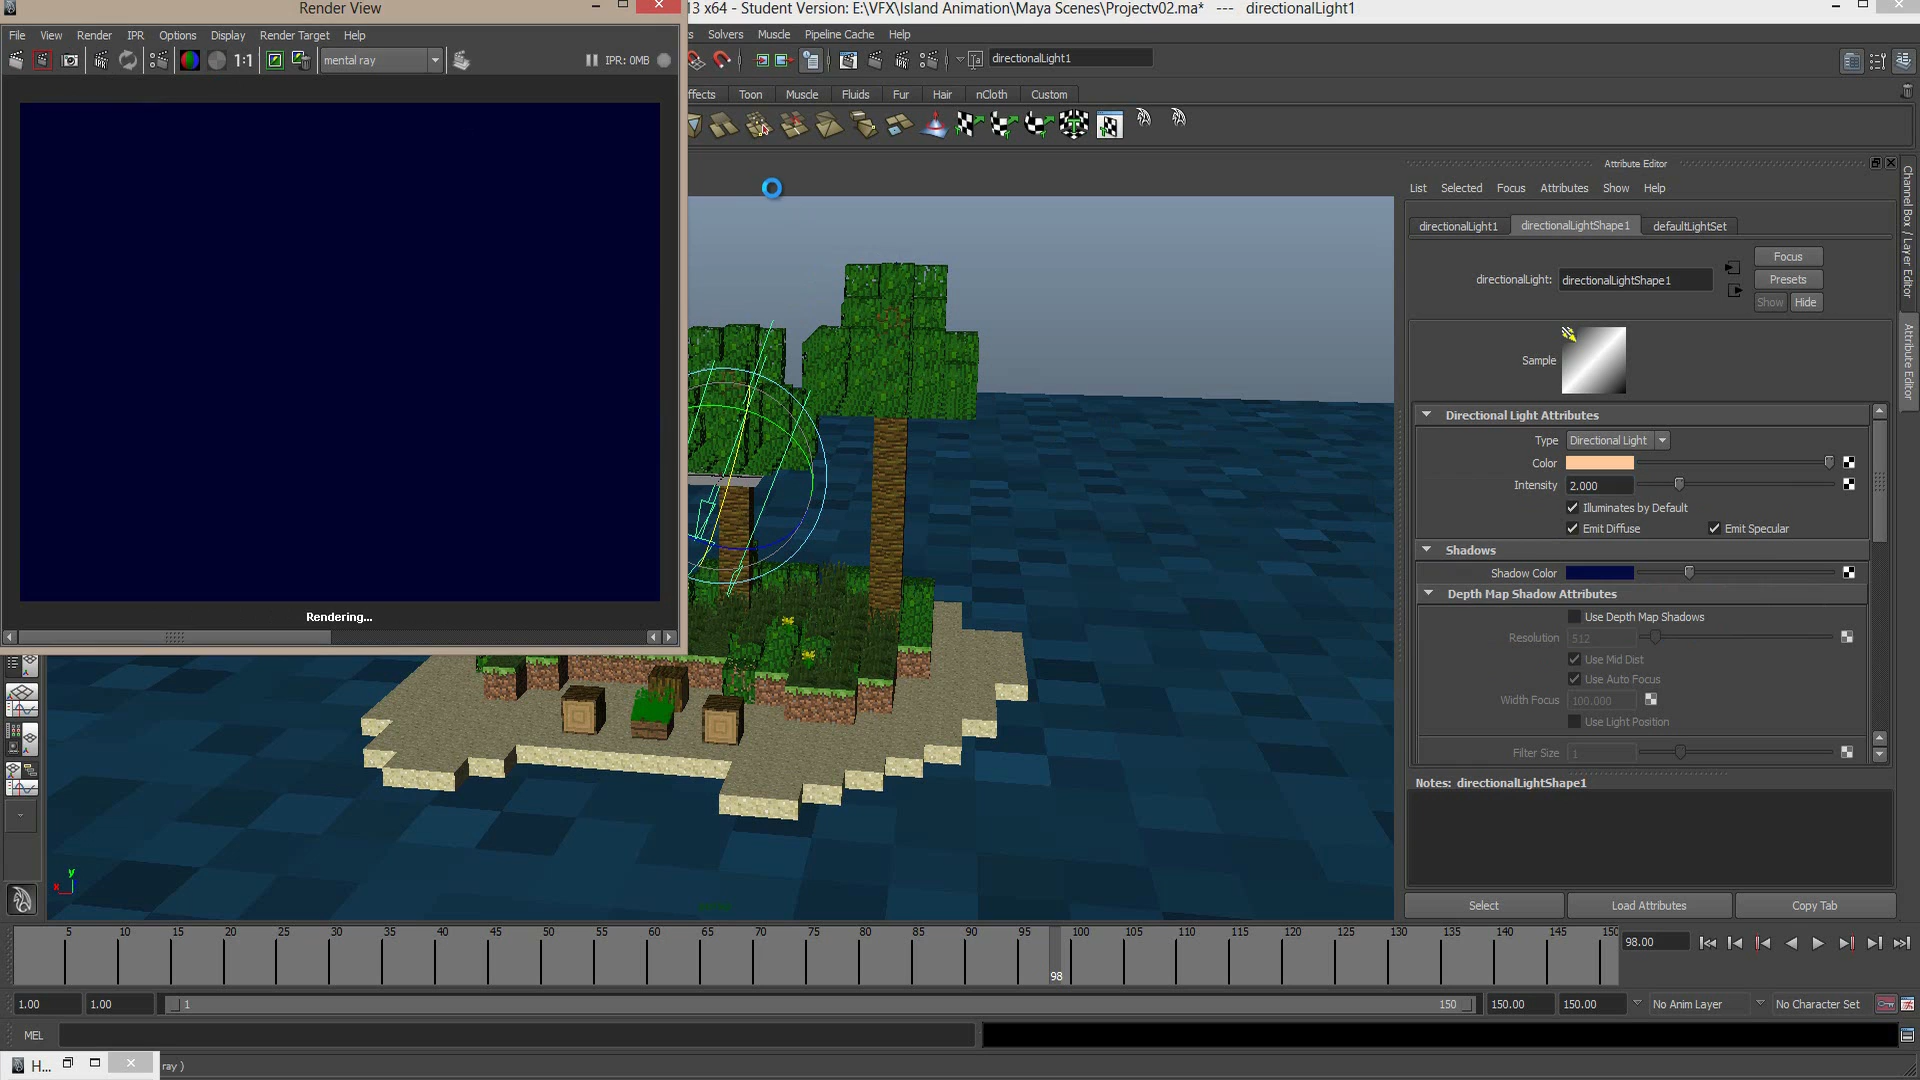 Render View
13 x64 - Student Version: E:\VFX\Island Animation\Maya Scenes\Projectv02.ma* --- directionalLight1
File View Render IPR Options Display Render Target Help
Solvers Muscle Pipeline Cache Help
1:1 mental ray IPR: 0MB
directionalLight1
Toon Muscle Fluids Fur Hair nCloth Custom
Attribute Editor
List Selected Focus Attributes Show Help
directionalLight1 directionalLightShape1 defaultLightSet
Focus
directionalLight: directionalLightShape1
Presets
Show Hide
Sample
Directional Light Attributes
Type Directional Light
Color
Intensity 2.000
Illuminates by Default
Emit Diffuse Emit Specular
Shadows
Shadow Color
Depth Map Shadow Attributes
Use Depth Map Shadows
Resolution 512
Use Mid Dist
Use Auto Focus
Width Focus 100.000
Use Light Position
Filter Size 1
Notes: directionalLightShape1
Select Load Attributes Copy Tab
Channel Box / Layer Editor
Attribute Editor
Rendering...
y
x
5 10 15 20 25 30 35 40 45 50 55 60 65 70 75 80 85 90 95 100 105 110 115 120 125 130 135 140 145 150
98
98.00
1.00 1.00 1 150 150.00 150.00 No Anim Layer No Character Set
MEL
H... ray )